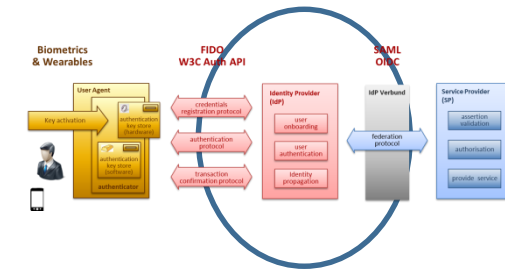 Biometrics
& Wearables
FIDO
W3C Auth API
SAML
OIDC
User Agent
Key activation
authentication
key store
(hardware)
authentication
key store
(software)
authenticator
credentials
registration protocol
authentication
protocol
transaction
confirmation protocol
Identity Provider
(IdP)
user
onboarding
user
authentication
Identity
propagation
IdP Verbund
federation
protocol
Service Provider
(SP)
assertion
validation
authorisation
provide service